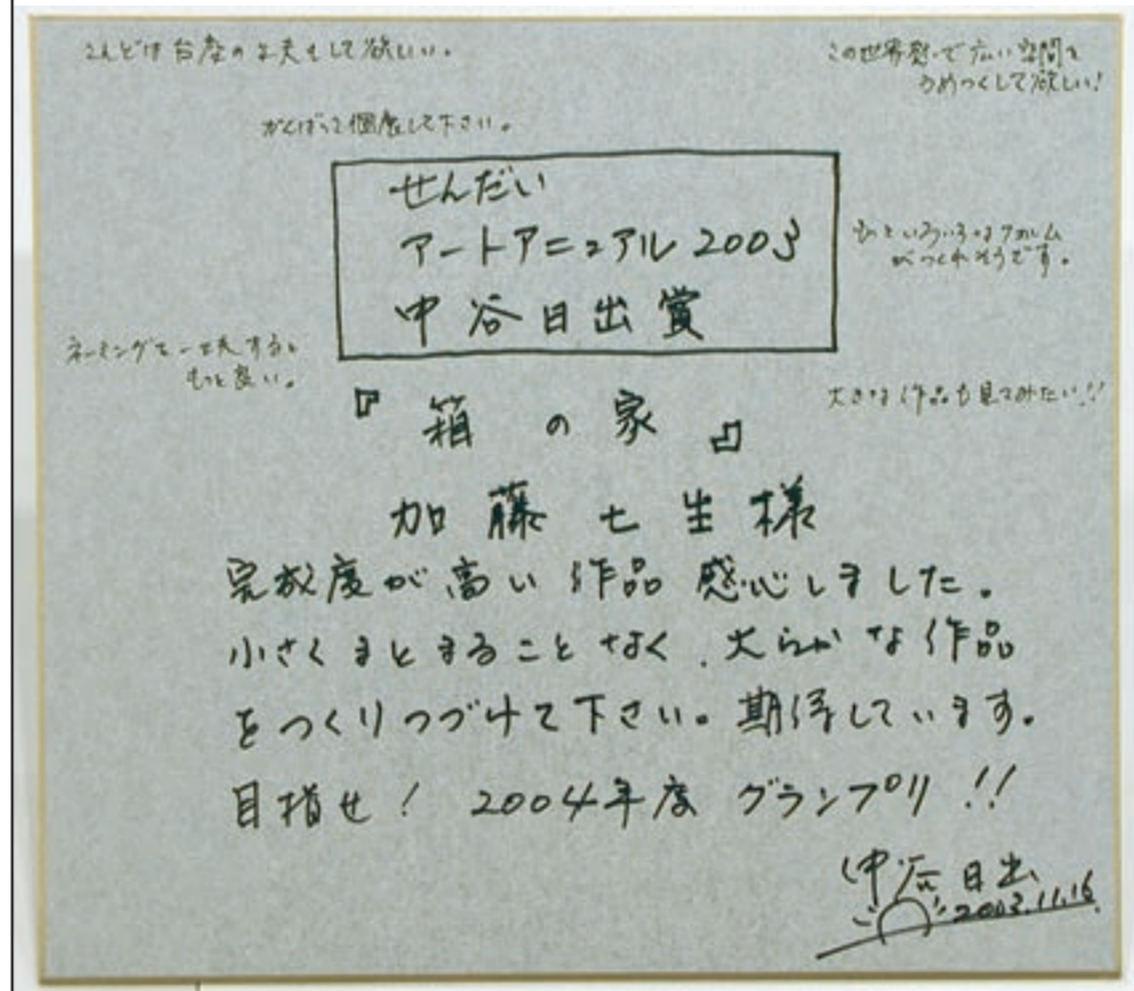 こんどは台座の工夫もして欲しい。
この世界観で広い空間を
うめつくして欲しい!
がんばって個展して下さい。
せんだい
アートアニュアル2003
中谷日出賞
もっといろいろなフォルム
がつくれそうです。
ネーミングを一工夫すると
もっと良い。
大きな作品も見てみたい!!
『箱の家』
加藤七生様
完成度が高い作品 感心しました。
小さくまとまることなく、大らかな作品
をつくりつづけて下さい。期待しています。
目指せ! 2004年度 グランプリ!!
中谷日出
2003.11.16